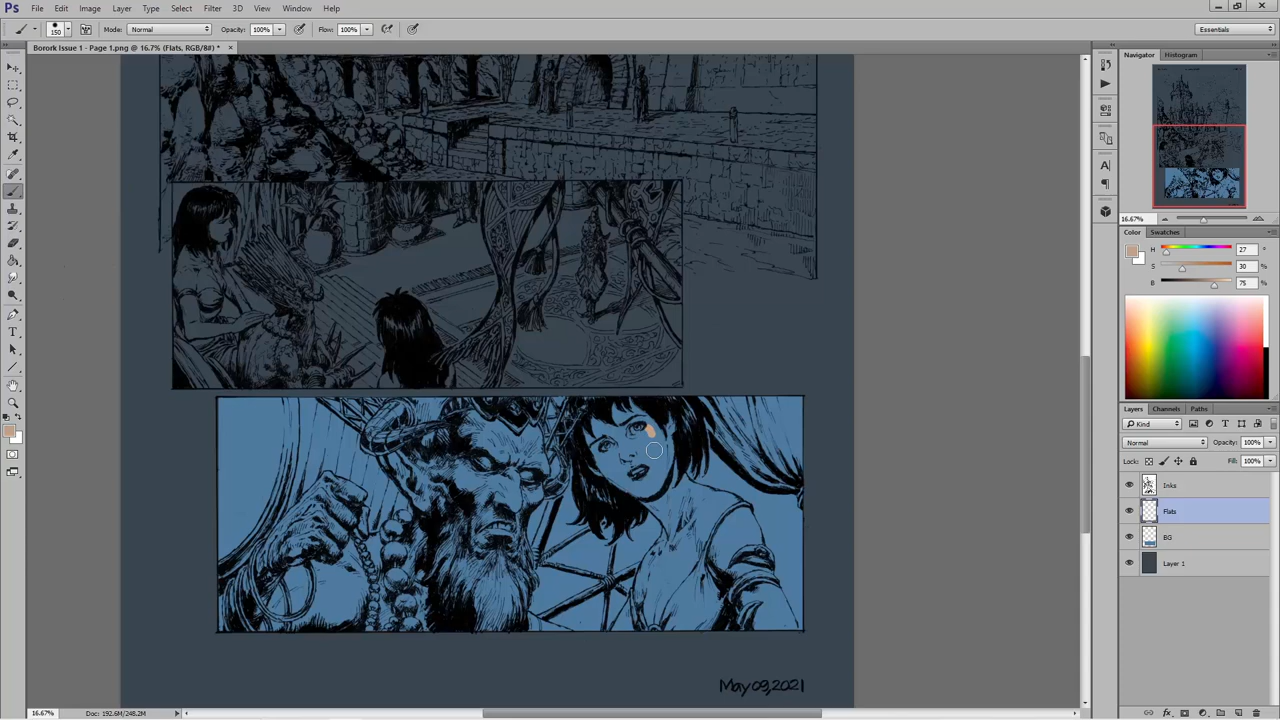 Ps File Edit Image Layer Type Select Filter 3D View Window Help
150 Mode: Normal Opacity: 100% Flow: 100% Essentials
Borork Issue 1 - Page 1.png @ 16.7% (Flats, RGB/8#) * ×
Navigator Histogram
16.67%
Color Swatches
H 27 °
S 30 %
B 75 %
Layers Channels Paths
Kind
Normal Opacity: 100%
Lock: Fill: 100%
Inks
Flats
BG
Layer 1
May 09, 2021
16.67% Doc: 192.6M/248.2M